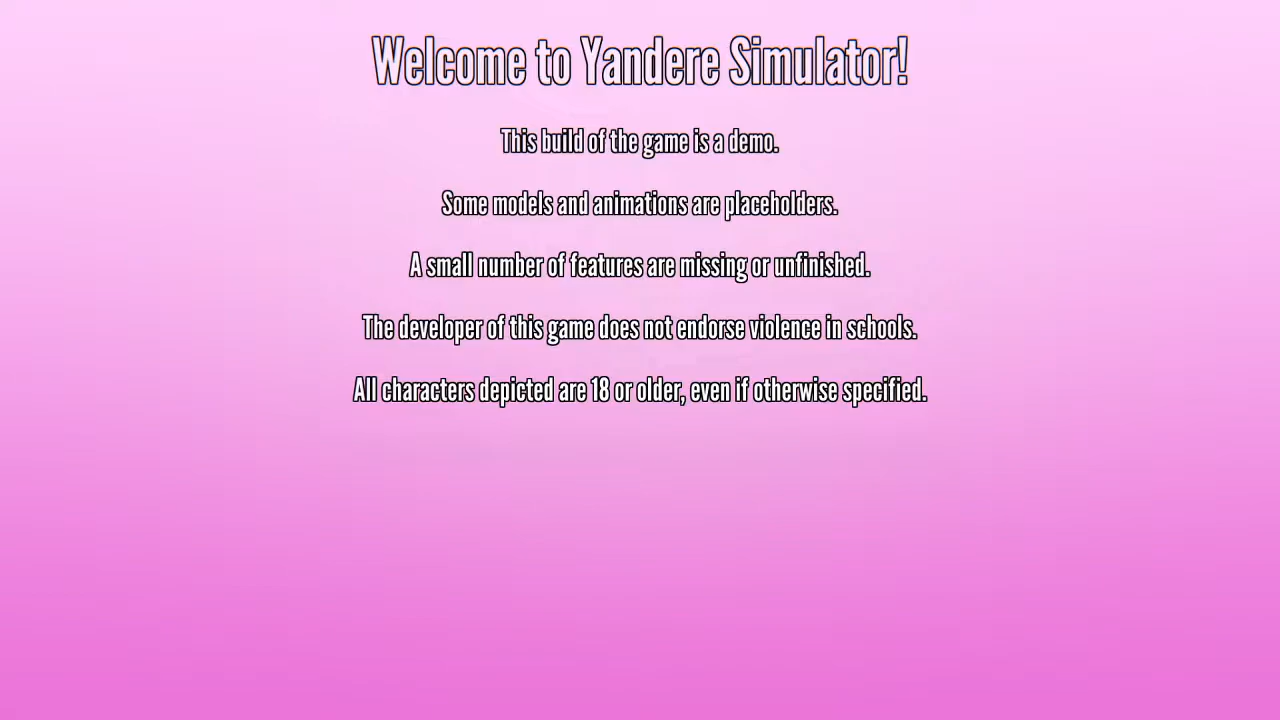 Welcome to Yandere Simulator!
This build of the game is a demo.
Some models and animations are placeholders.
A small number of features are missing or unfinished.
The developer of this game does not endorse violence in schools.
All characters depicted are 18 or older, even if otherwise specified.